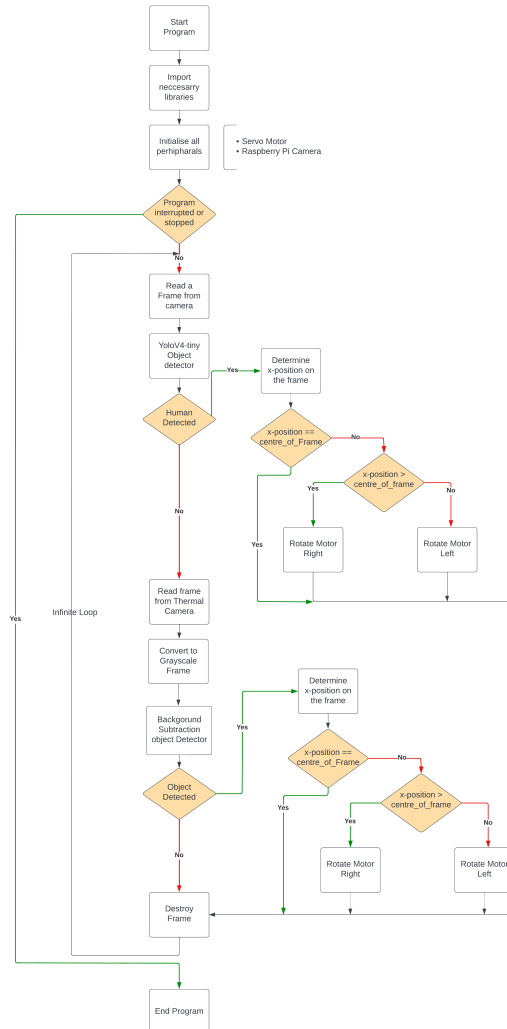 Start
Program
Import
neccesarry
libraries
Initialise all
perhipharals
• Servo Motor
• Raspberry Pi Camera
Program
interrupted or
stopped
No
Read a
Frame from
camera
YoloV4-tiny
Object
detector
Yes
Determine
x-position on
the frame
Human
Detected
x-position ==
centre_of_Frame
No
x-position >
centre_of_frame
Yes
No
No
Yes
Rotate Motor
Right
Rotate Motor
Left
Read frame
from Thermal
Camera
Infinite Loop
Yes
Convert to
Grayscale
Frame
Determine
x-position on
the frame
Backgorund
Subtraction
object Detector
Yes
x-position ==
centre_of_Frame
No
Object
Detected
x-position >
centre_of_frame
Yes
Yes
No
No
Rotate Motor
Right
Rotate Motor
Left
Destroy
Frame
End Program